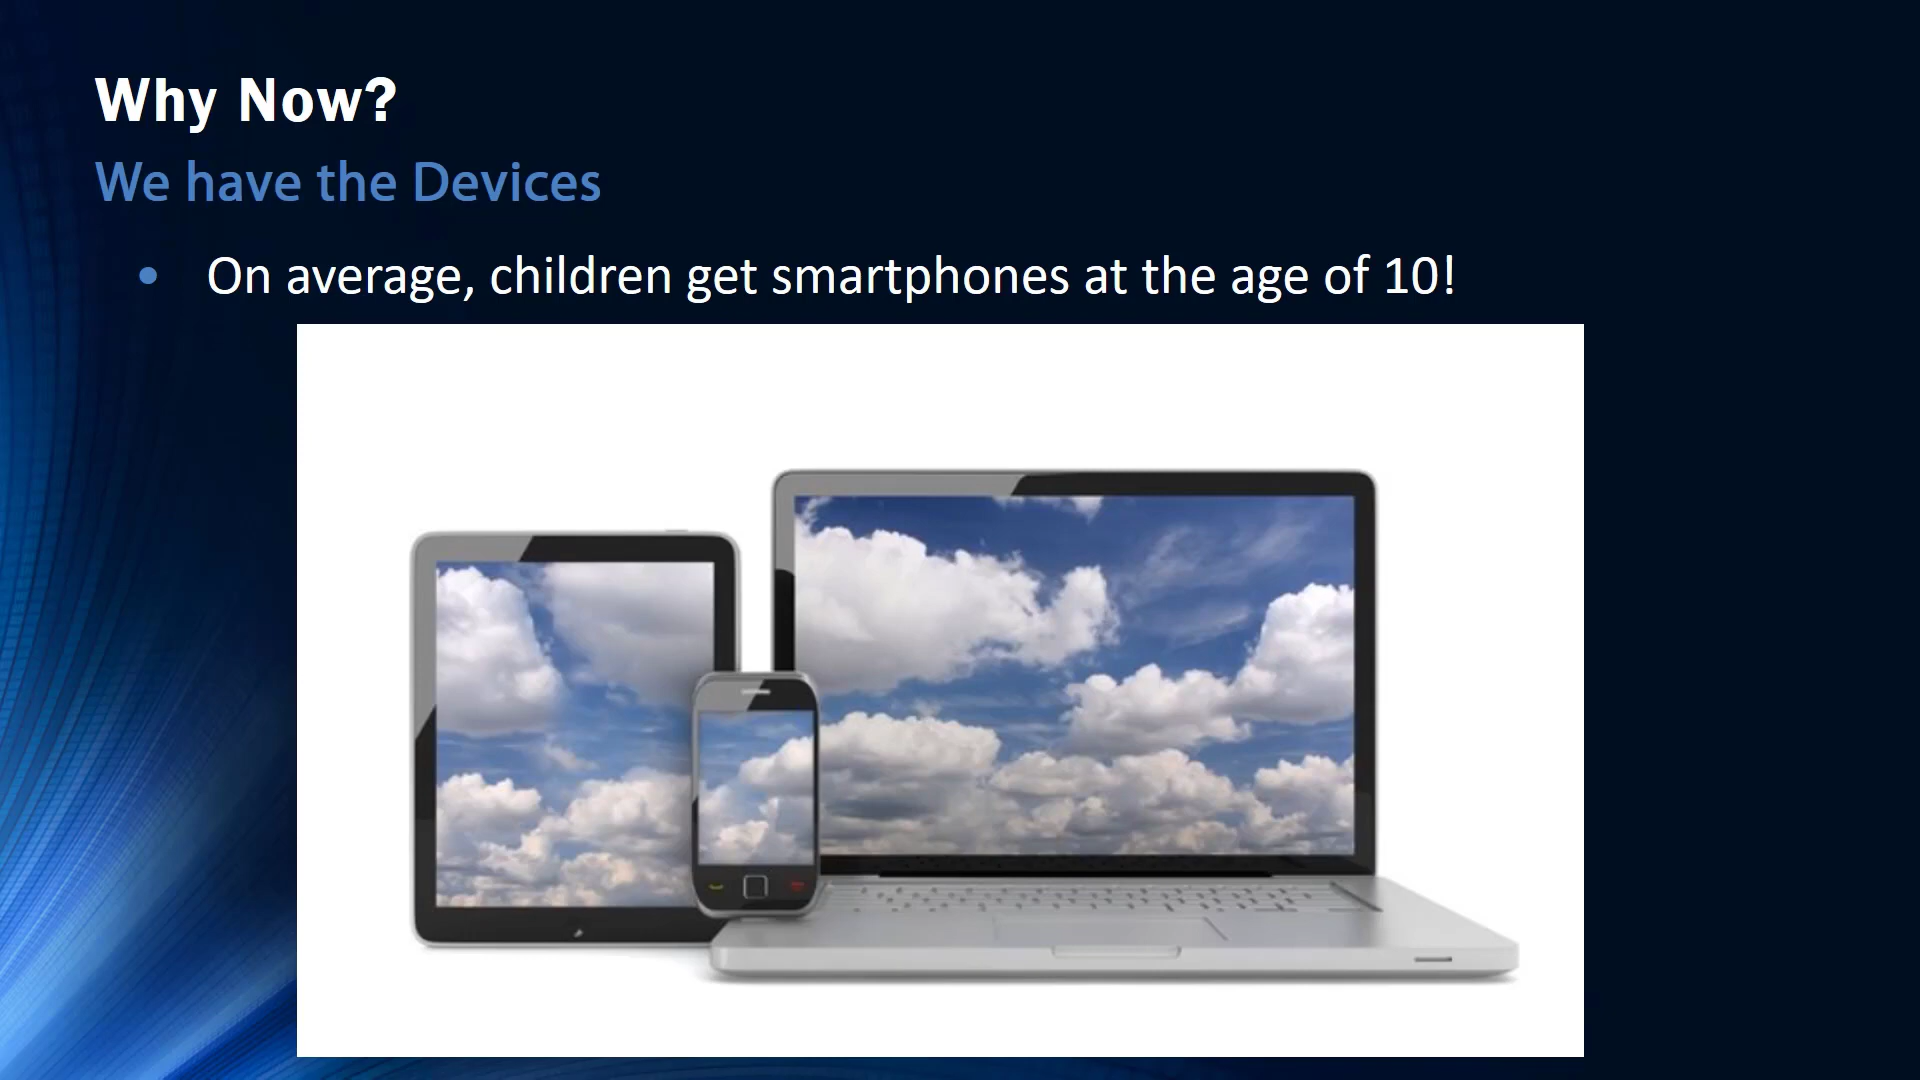 Why Now?
We have the Devices
• On average, children get smartphones at the age of 10!